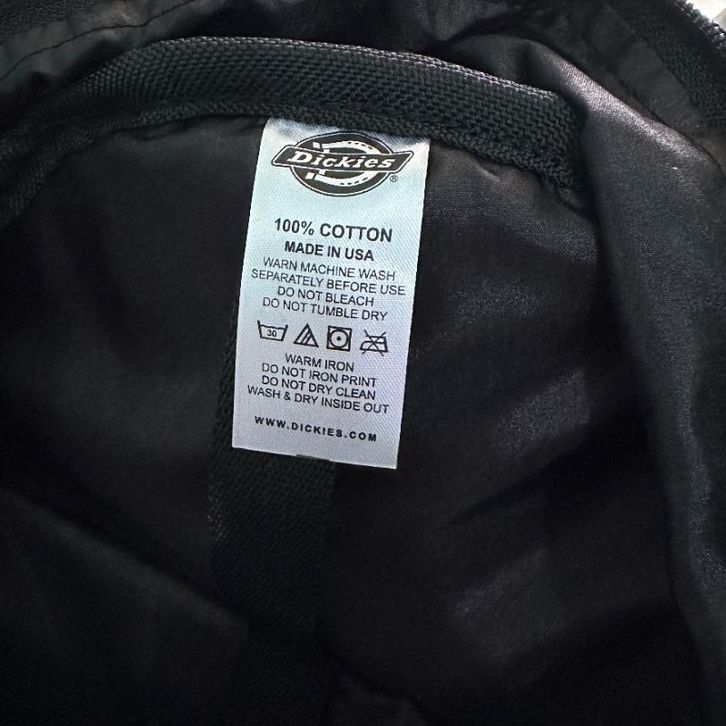 Dickies®
100% COTTON
MADE IN USA
WARN MACHINE WASH
SEPARATELY BEFORE USE
DO NOT BLEACH
DO NOT TUMBLE DRY
30
WARM IRON
DO NOT IRON PRINT
DO NOT DRY CLEAN
WASH & DRY INSIDE OUT
WWW.DICKIES.COM